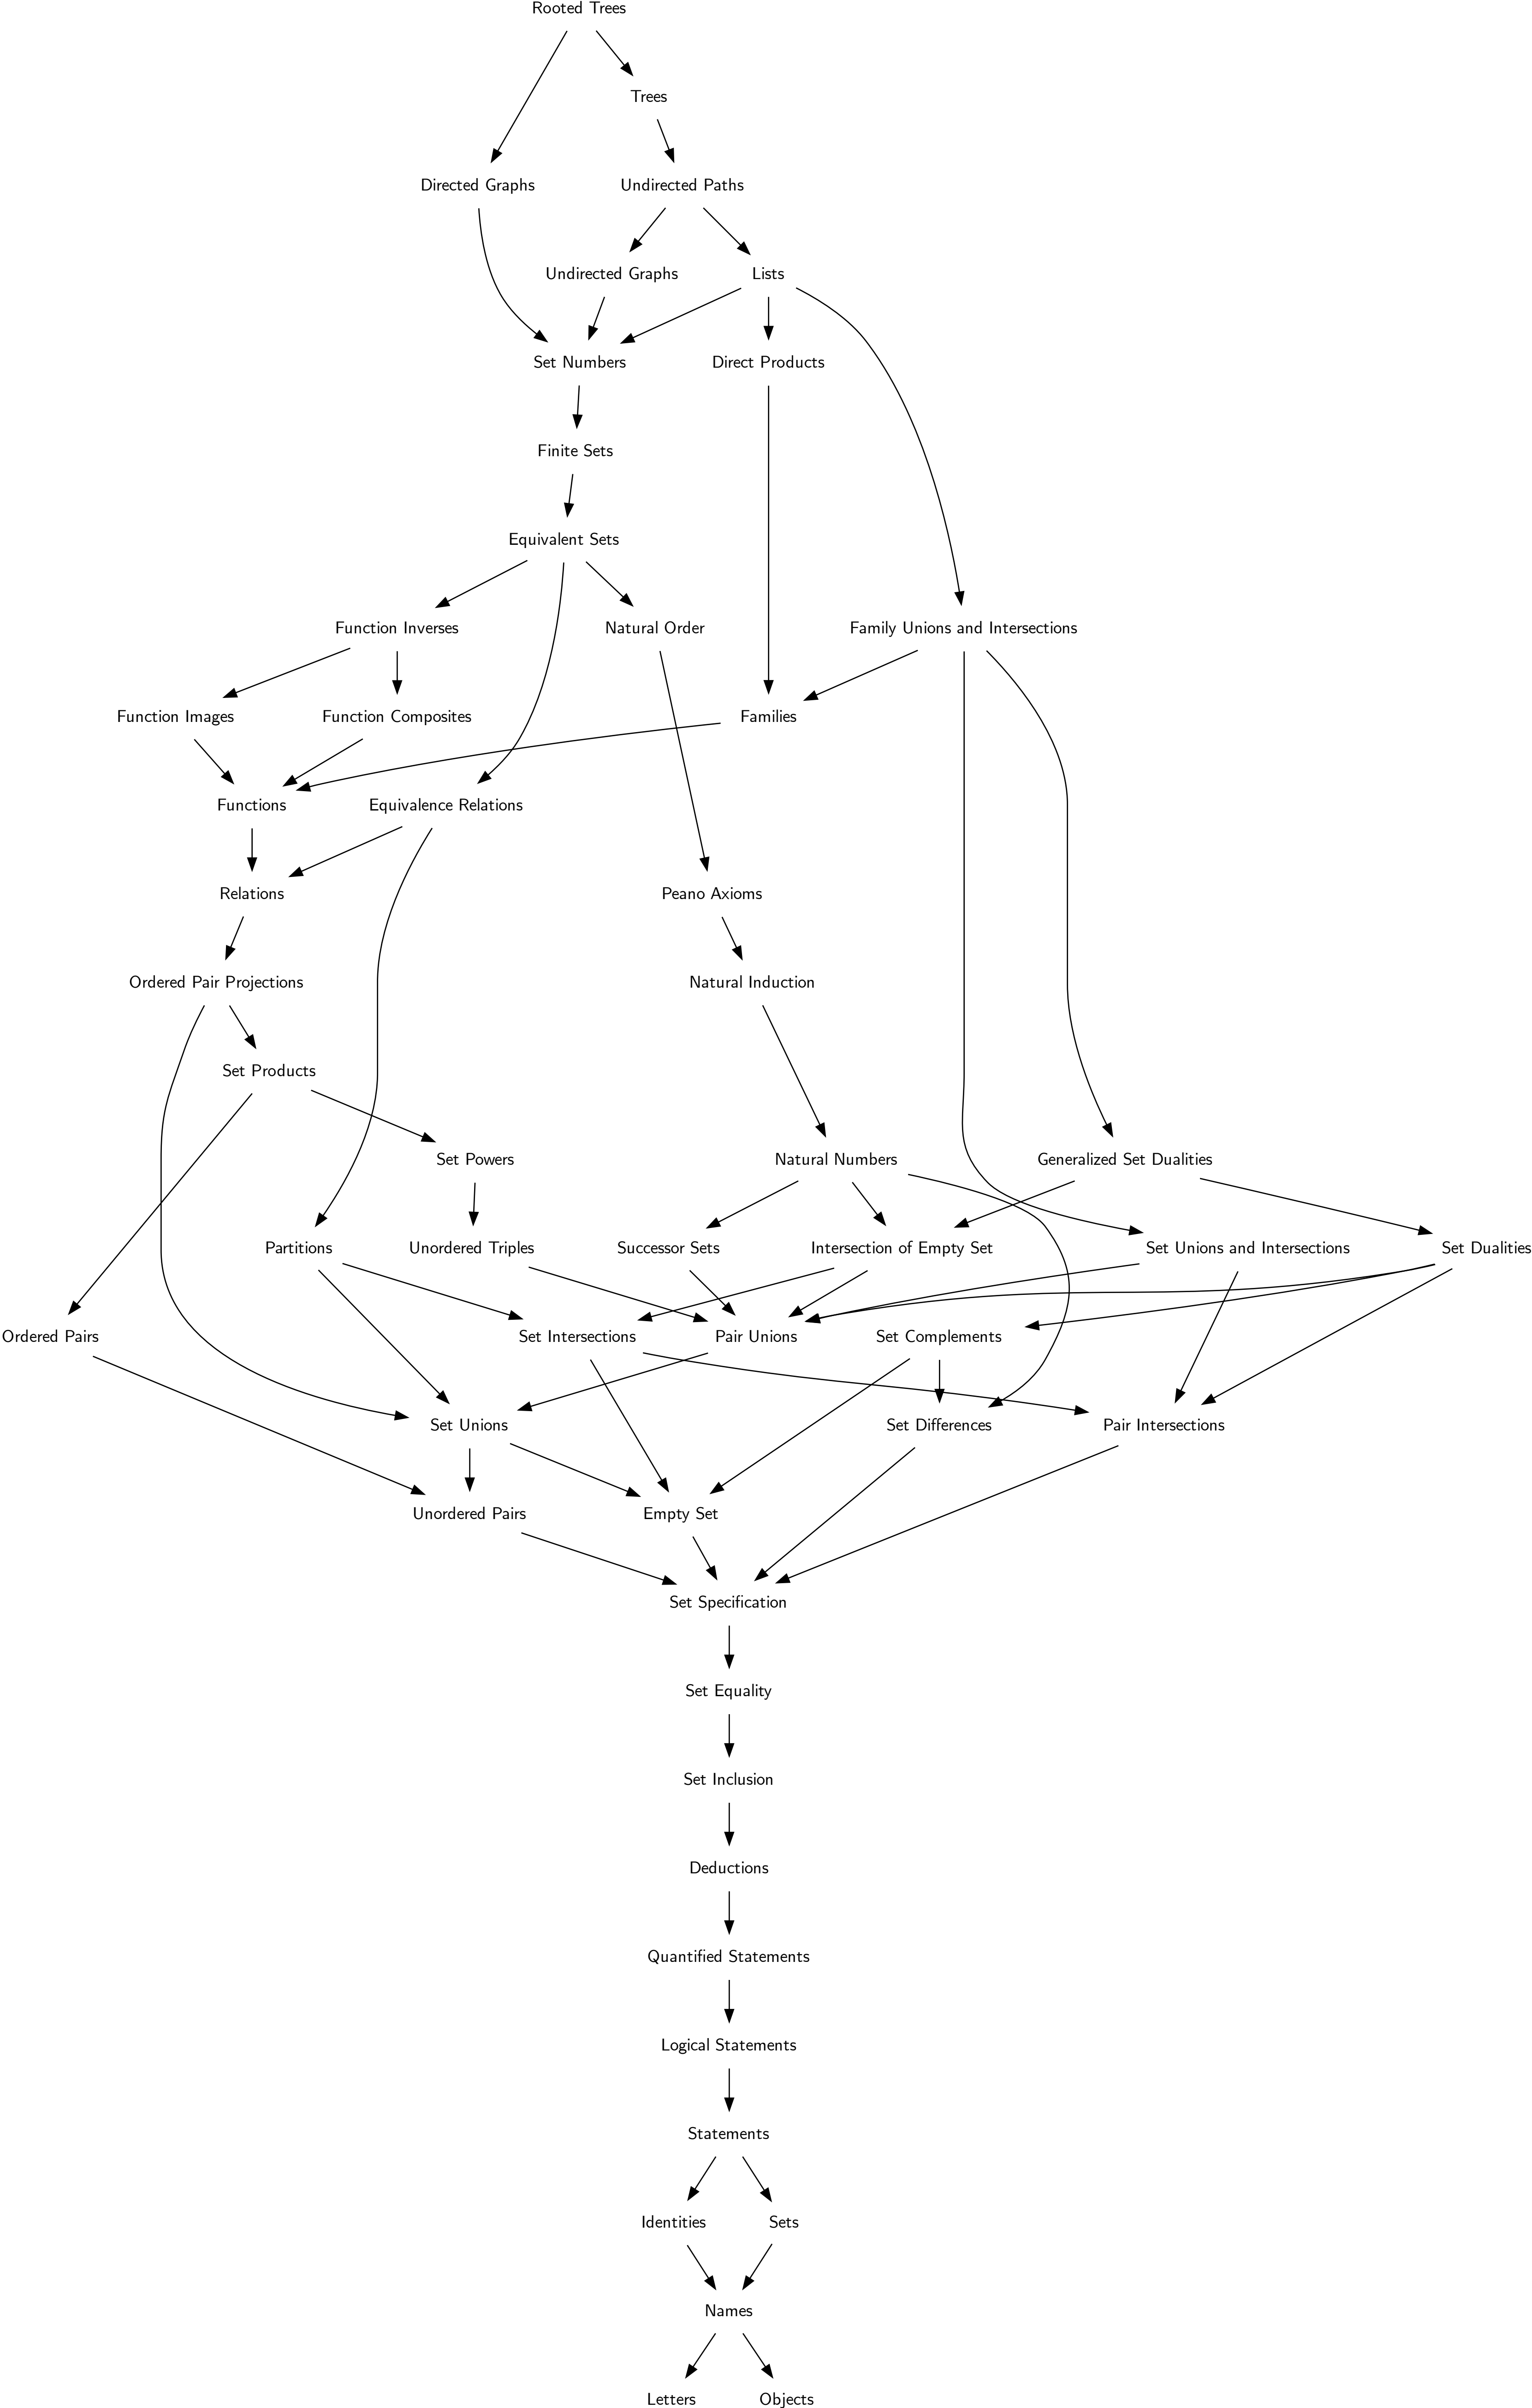 Rooted Trees
Trees
Directed Graphs
Undirected Paths
Undirected Graphs
Lists
Set Numbers
Direct Products
Finite Sets
Equivalent Sets
Function Inverses
Natural Order
Family Unions and Intersections
Function Images
Function Composites
Families
Functions
Equivalence Relations
Relations
Peano Axioms
Ordered Pair Projections
Natural Induction
Set Products
Set Powers
Natural Numbers
Generalized Set Dualities
Partitions
Unordered Triples
Successor Sets
Intersection of Empty Set
Set Unions and Intersections
Set Dualities
Ordered Pairs
Set Intersections
Pair Unions
Set Complements
Set Unions
Set Differences
Pair Intersections
Unordered Pairs
Empty Set
Set Specification
Set Equality
Set Inclusion
Deductions
Quantified Statements
Logical Statements
Statements
Identities
Sets
Names
Letters
Objects